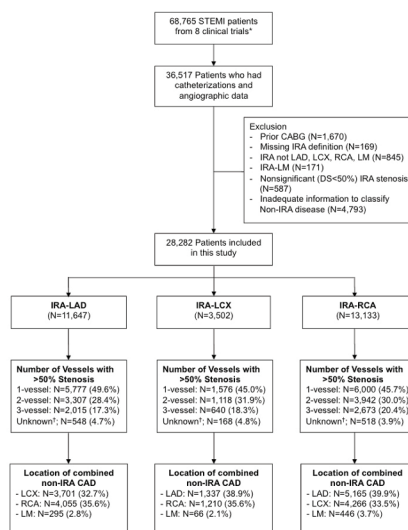 68,765 STEMI patients
from 8 clinical trials*
36,517 Patients who had
catheterizations and
angiographic data
Exclusion
- Prior CABG (N=1,670)
- Missing IRA definition (N=169)
- IRA not LAD, LCX, RCA, LM (N=845)
- IRA-LM (N=171)
- Nonsignificant (DS<50%) IRA stenosis
(N=587)
- Inadequate information to classify
Non-IRA disease (N=4,793)
28,282 Patients included
in this study
IRA-LAD
(N=11,647)
IRA-LCX
(N=3,502)
IRA-RCA
(N=13,133)
Number of Vessels with
>50% Stenosis
1-vessel: N=5,777 (49.6%)
2-vessel: N=3,307 (28.4%)
3-vessel: N=2,015 (17.3%)
Unknown†; N=548 (4.7%)
Number of Vessels with
>50% Stenosis
1-vessel: N=1,576 (45.0%)
2-vessel: N=1,118 (31.9%)
3-vessel: N=640 (18.3%)
Unknown†; N=168 (4.8%)
Number of Vessels with
>50% Stenosis
1-vessel: N=6,000 (45.7%)
2-vessel: N=3,942 (30.0%)
3-vessel: N=2,673 (20.4%)
Unknown†; N=518 (3.9%)
Location of combined
non-IRA CAD
- LCX: N=3,701 (32.7%)
- RCA: N=4,055 (35.6%)
- LM: N=295 (2.8%)
Location of combined
non-IRA CAD
- LAD: N=1,337 (38.9%)
- RCA: N=1,210 (35.6%)
- LM: N=66 (2.1%)
Location of combined
non-IRA CAD
- LAD: N=5,165 (39.9%)
- LCX: N=4,266 (33.5%)
- LM: N=446 (3.7%)